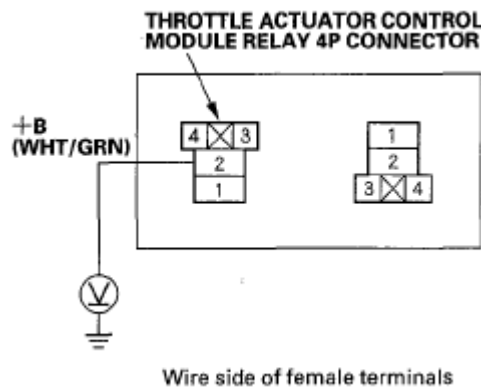 THROTTLE ACTUATOR CONTROL
MODULE RELAY 4P CONNECTOR
+B
(WHT/GRN)
4 3
2
1
1
2
3 4
V
Wire side of female terminals